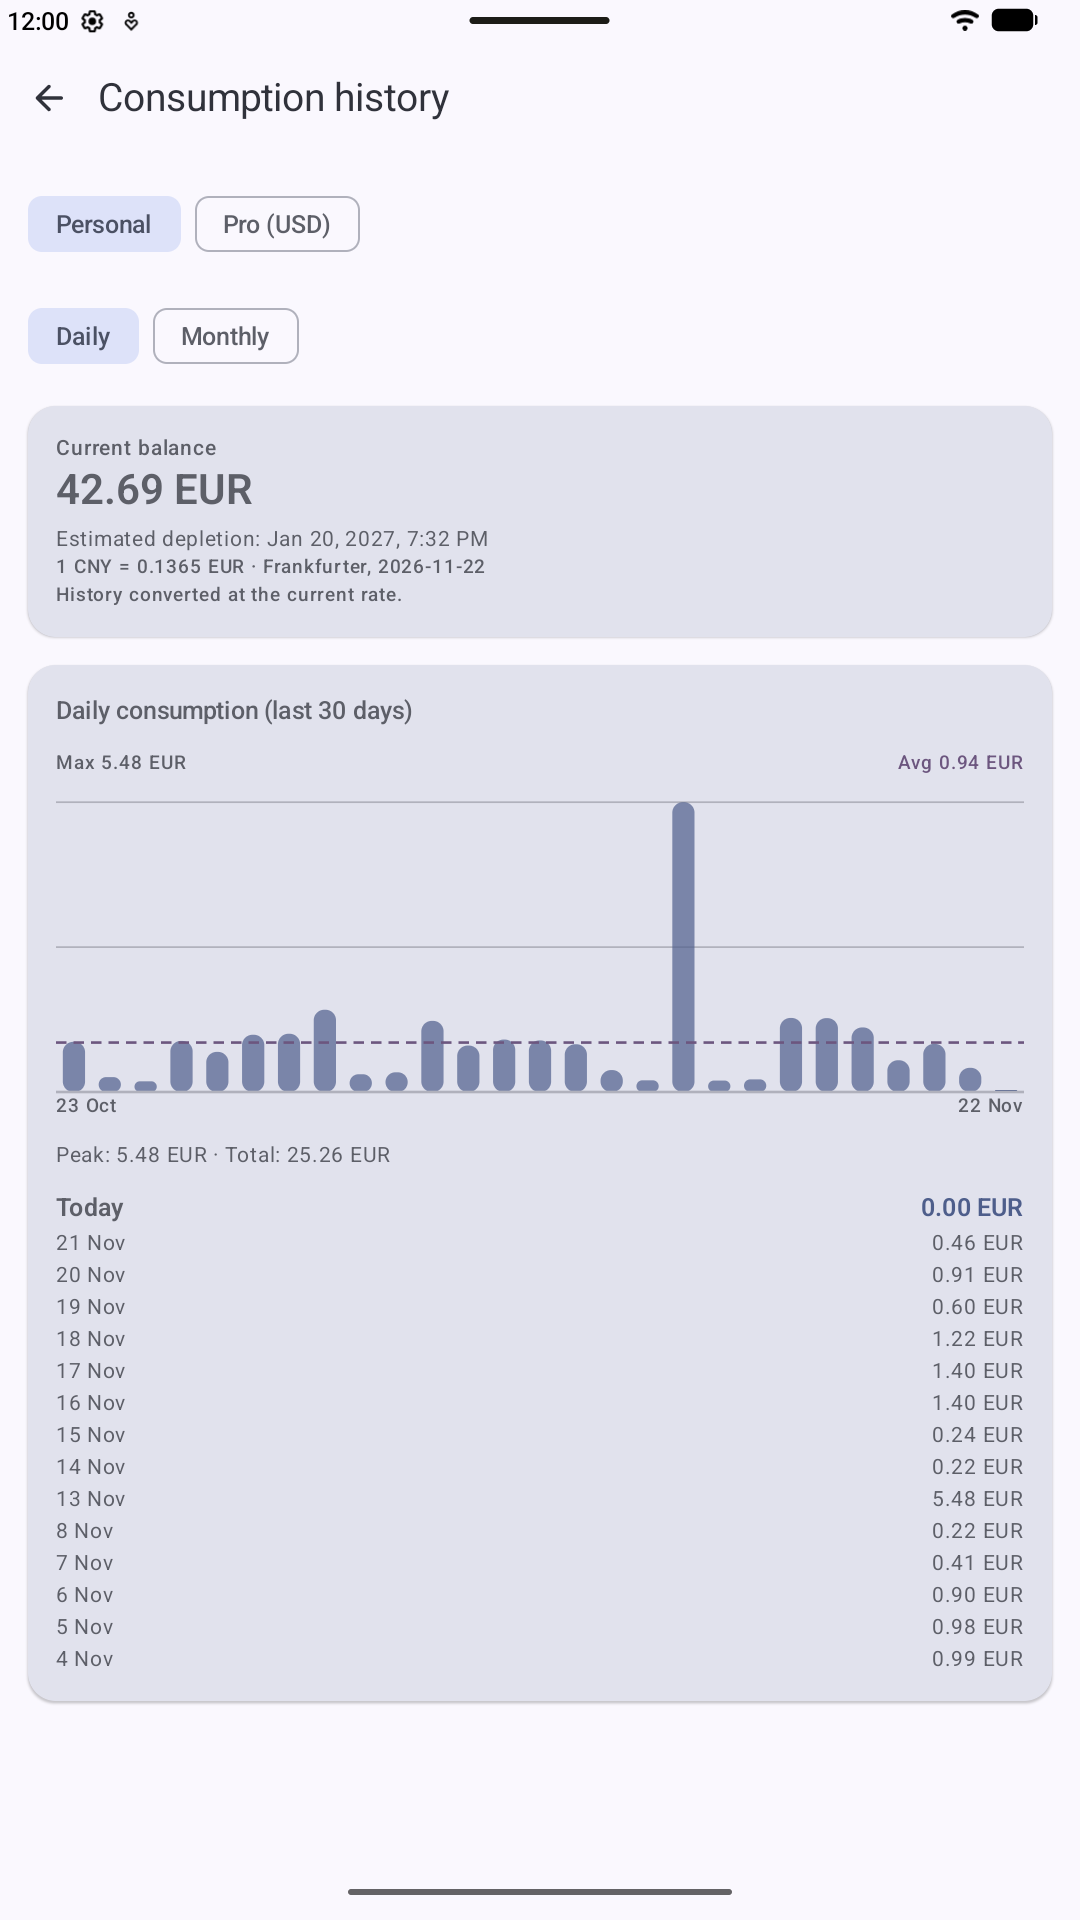 12:00
Consumption history
Personal
Pro (USD)
Daily
Monthly
Current balance
42.69 EUR
Estimated depletion: Jan 20, 2027, 7:32 PM
1 CNY = 0.1365 EUR · Frankfurter, 2026-11-22
History converted at the current rate.
Daily consumption (last 30 days)
Max 5.48 EUR
Avg 0.94 EUR
23 Oct
22 Nov
Peak: 5.48 EUR · Total: 25.26 EUR
Today 0.00 EUR
21 Nov 0.46 EUR
20 Nov 0.91 EUR
19 Nov 0.60 EUR
18 Nov 1.22 EUR
17 Nov 1.40 EUR
16 Nov 1.40 EUR
15 Nov 0.24 EUR
14 Nov 0.22 EUR
13 Nov 5.48 EUR
8 Nov 0.22 EUR
7 Nov 0.41 EUR
6 Nov 0.90 EUR
5 Nov 0.98 EUR
4 Nov 0.99 EUR